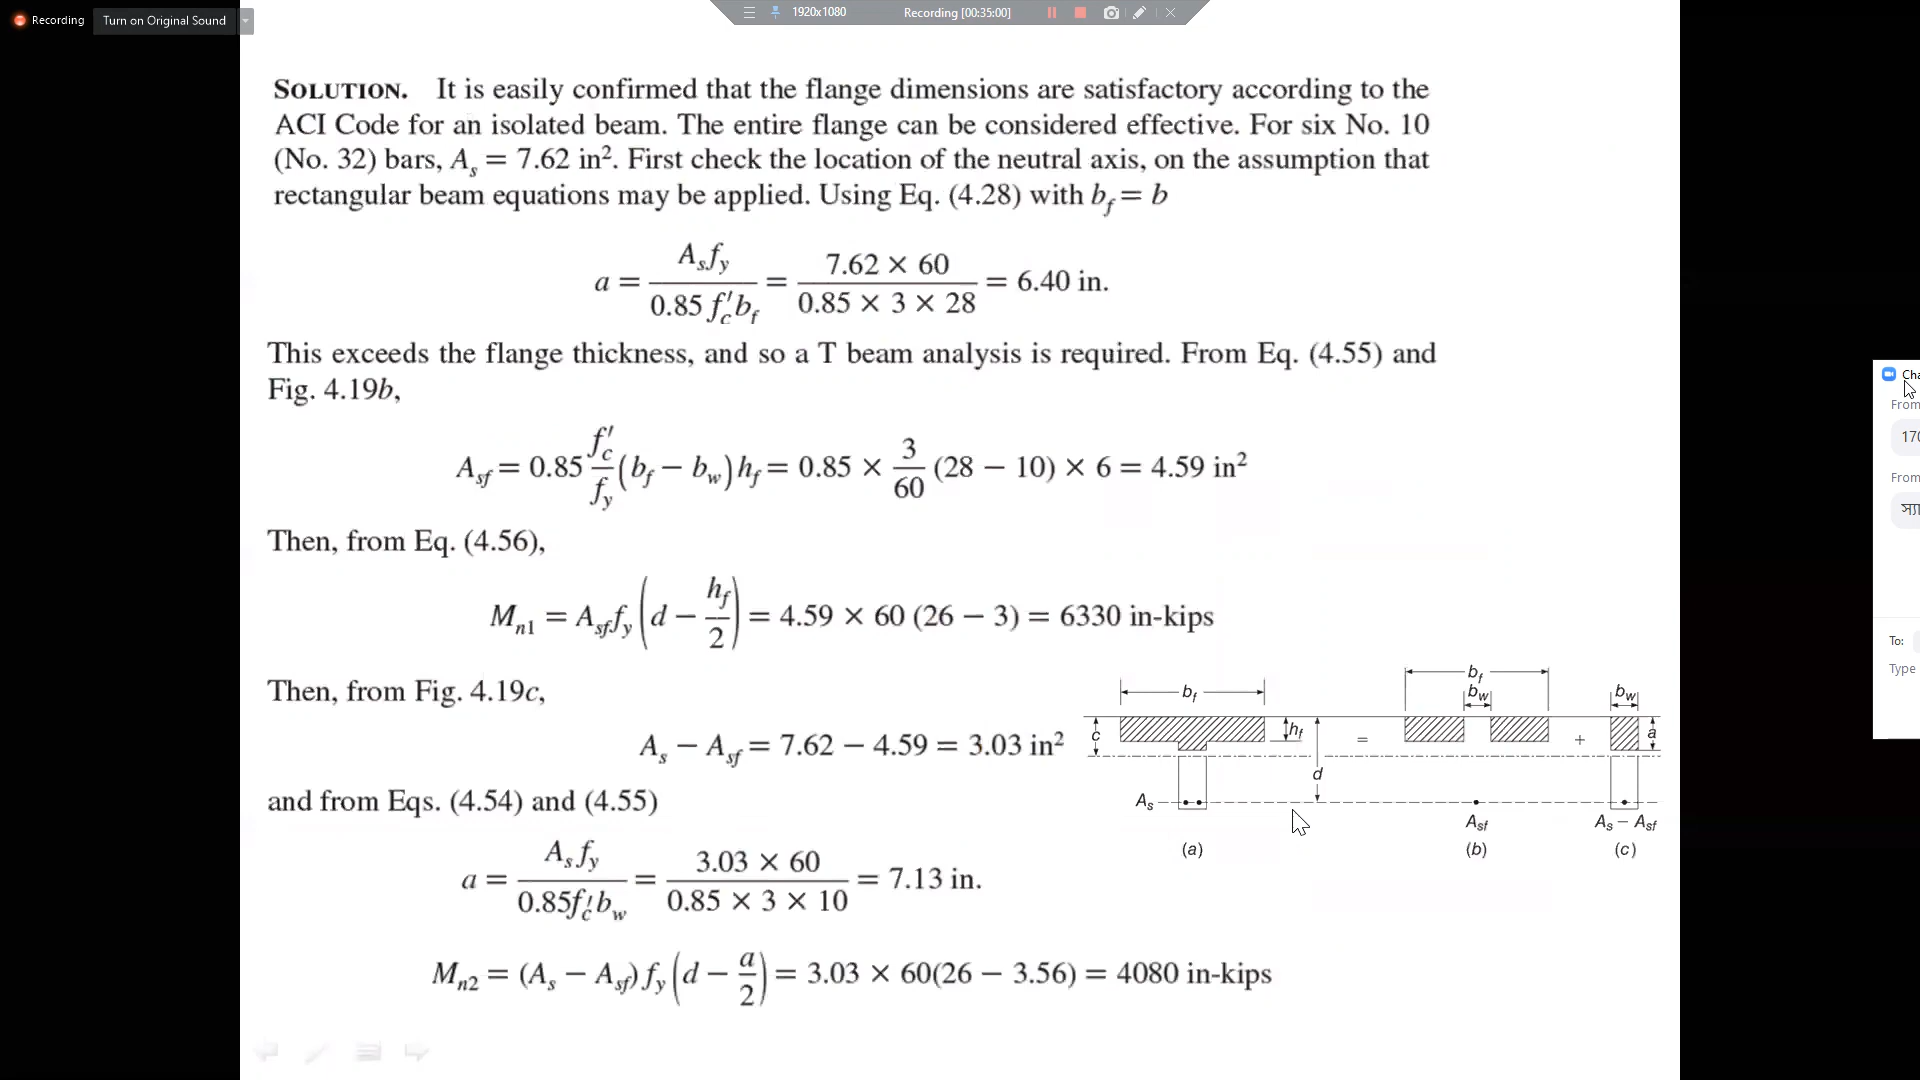 Recording
Turn on Original Sound
1920x1080
Recording [00:35:00]
SOLUTION. It is easily confirmed that the flange dimensions are satisfactory according to the
ACI Code for an isolated beam. The entire flange can be considered effective. For six No. 10
(No. 32) bars, A_s = 7.62 in². First check the location of the neutral axis, on the assumption that
rectangular beam equations may be applied. Using Eq. (4.28) with b_f = b
a = A_s f_y / 0.85 f'_c b_f = 7.62 × 60 / 0.85 × 3 × 28 = 6.40 in.
This exceeds the flange thickness, and so a T beam analysis is required. From Eq. (4.55) and
Fig. 4.19b,
A_sf = 0.85 f'_c / f_y (b_f − b_w) h_f = 0.85 × 3/60 (28 − 10) × 6 = 4.59 in²
Then, from Eq. (4.56),
M_n1 = A_sf f_y (d − h_f/2) = 4.59 × 60 (26 − 3) = 6330 in-kips
Then, from Fig. 4.19c,
A_s − A_sf = 7.62 − 4.59 = 3.03 in²
and from Eqs. (4.54) and (4.55)
a = A_s f_y / 0.85f'_c b_w = 3.03 × 60 / 0.85 × 3 × 10 = 7.13 in.
M_n2 = (A_s − A_sf) f_y (d − a/2) = 3.03 × 60(26 − 3.56) = 4080 in-kips
b_f
c
h_f
d
A_s
(a)
=
b_f
b_w
A_sf
(b)
+
b_w
a
A_s − A_sf
(c)
Cha
From
170
From
স্যা
To:
Type